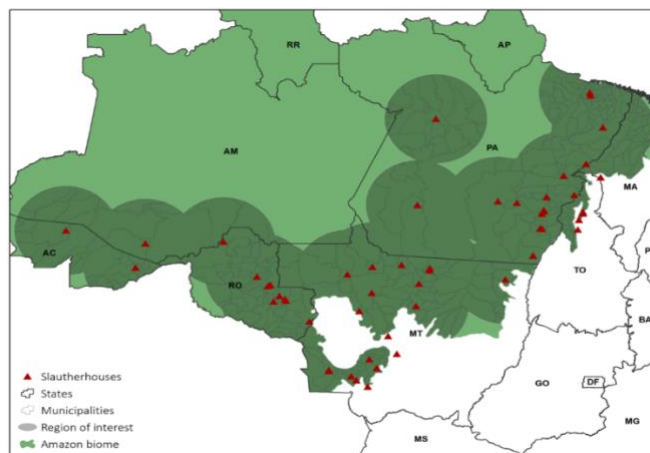 RR
AP
AM
PA
MA
AC
RO
TO
MT
BA
GO
DF
MG
MS
Slautherhouses
States
Municipalities
Region of interest
Amazon biome